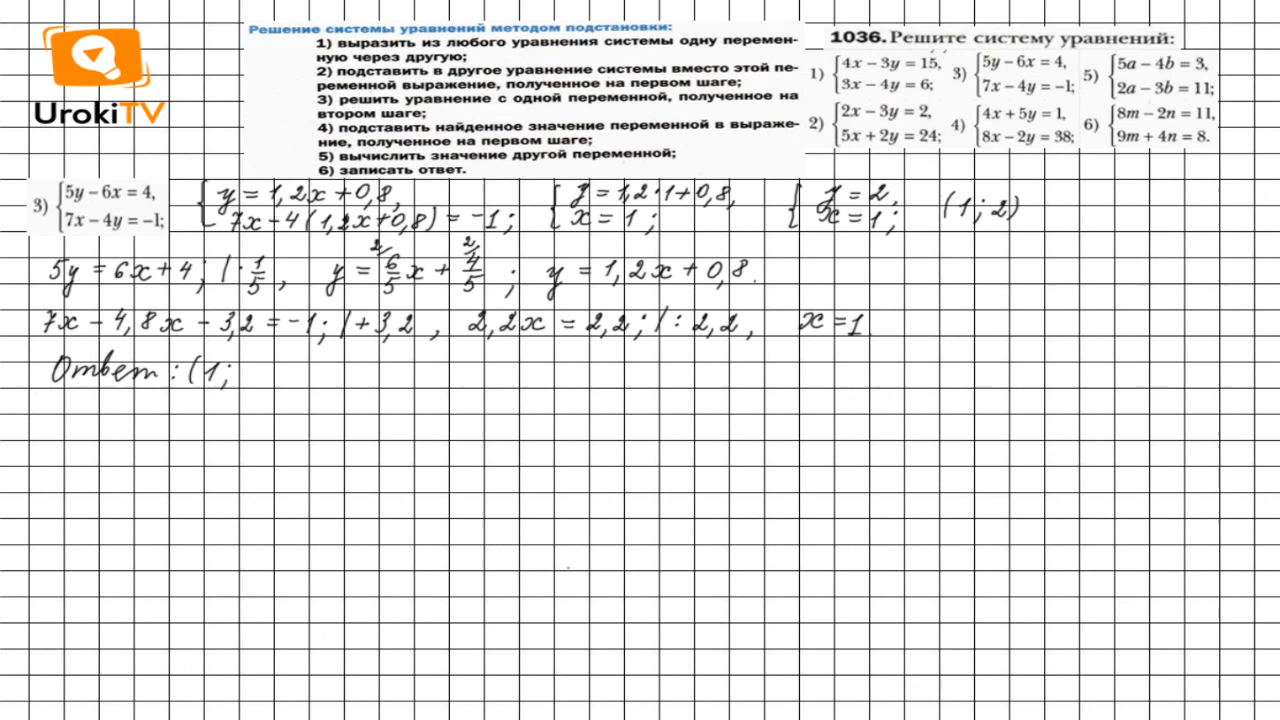 UrokiTV
Решение системы уравнений методом подстановки:
1) выразить из любого уравнения системы одну перемен-
ную через другую;
2) подставить в другое уравнение системы вместо этой пе-
ременной выражение, полученное на первом шаге;
3) решить уравнение с одной переменной, полученное на
втором шаге;
4) подставить найденное значение переменной в выраже-
ние, полученное на первом шаге;
5) вычислить значение другой переменной;
6) записать ответ.
1036. Решите систему уравнений:
1) {4x − 3y = 15,
3x − 4y = 6;
3) {5y − 6x = 4,
7x − 4y = −1;
5) {5a − 4b = 3,
2a − 3b = 11;
2) {2x − 3y = 2,
5x + 2y = 24;
4) {4x + 5y = 1,
8x − 2y = 38;
6) {8m − 2n = 11,
9m + 4n = 8.
3) {5y − 6x = 4,
7x − 4y = −1;
{y = 1,2x + 0,8,
7x − 4(1,2x + 0,8) = −1;
{y = 1,2·1 + 0,8,
x = 1;
{y = 2,
x = 1;
(1; 2)
5y = 6x + 4; |· 1/5, y = 2/ 6/5 x + 2/ 4/5; y = 1,2x + 0,8.
7x − 4,8x − 3,2 = −1; | + 3,2, 2,2x = 2,2; | : 2,2, x = 1.
Ответ: (1;